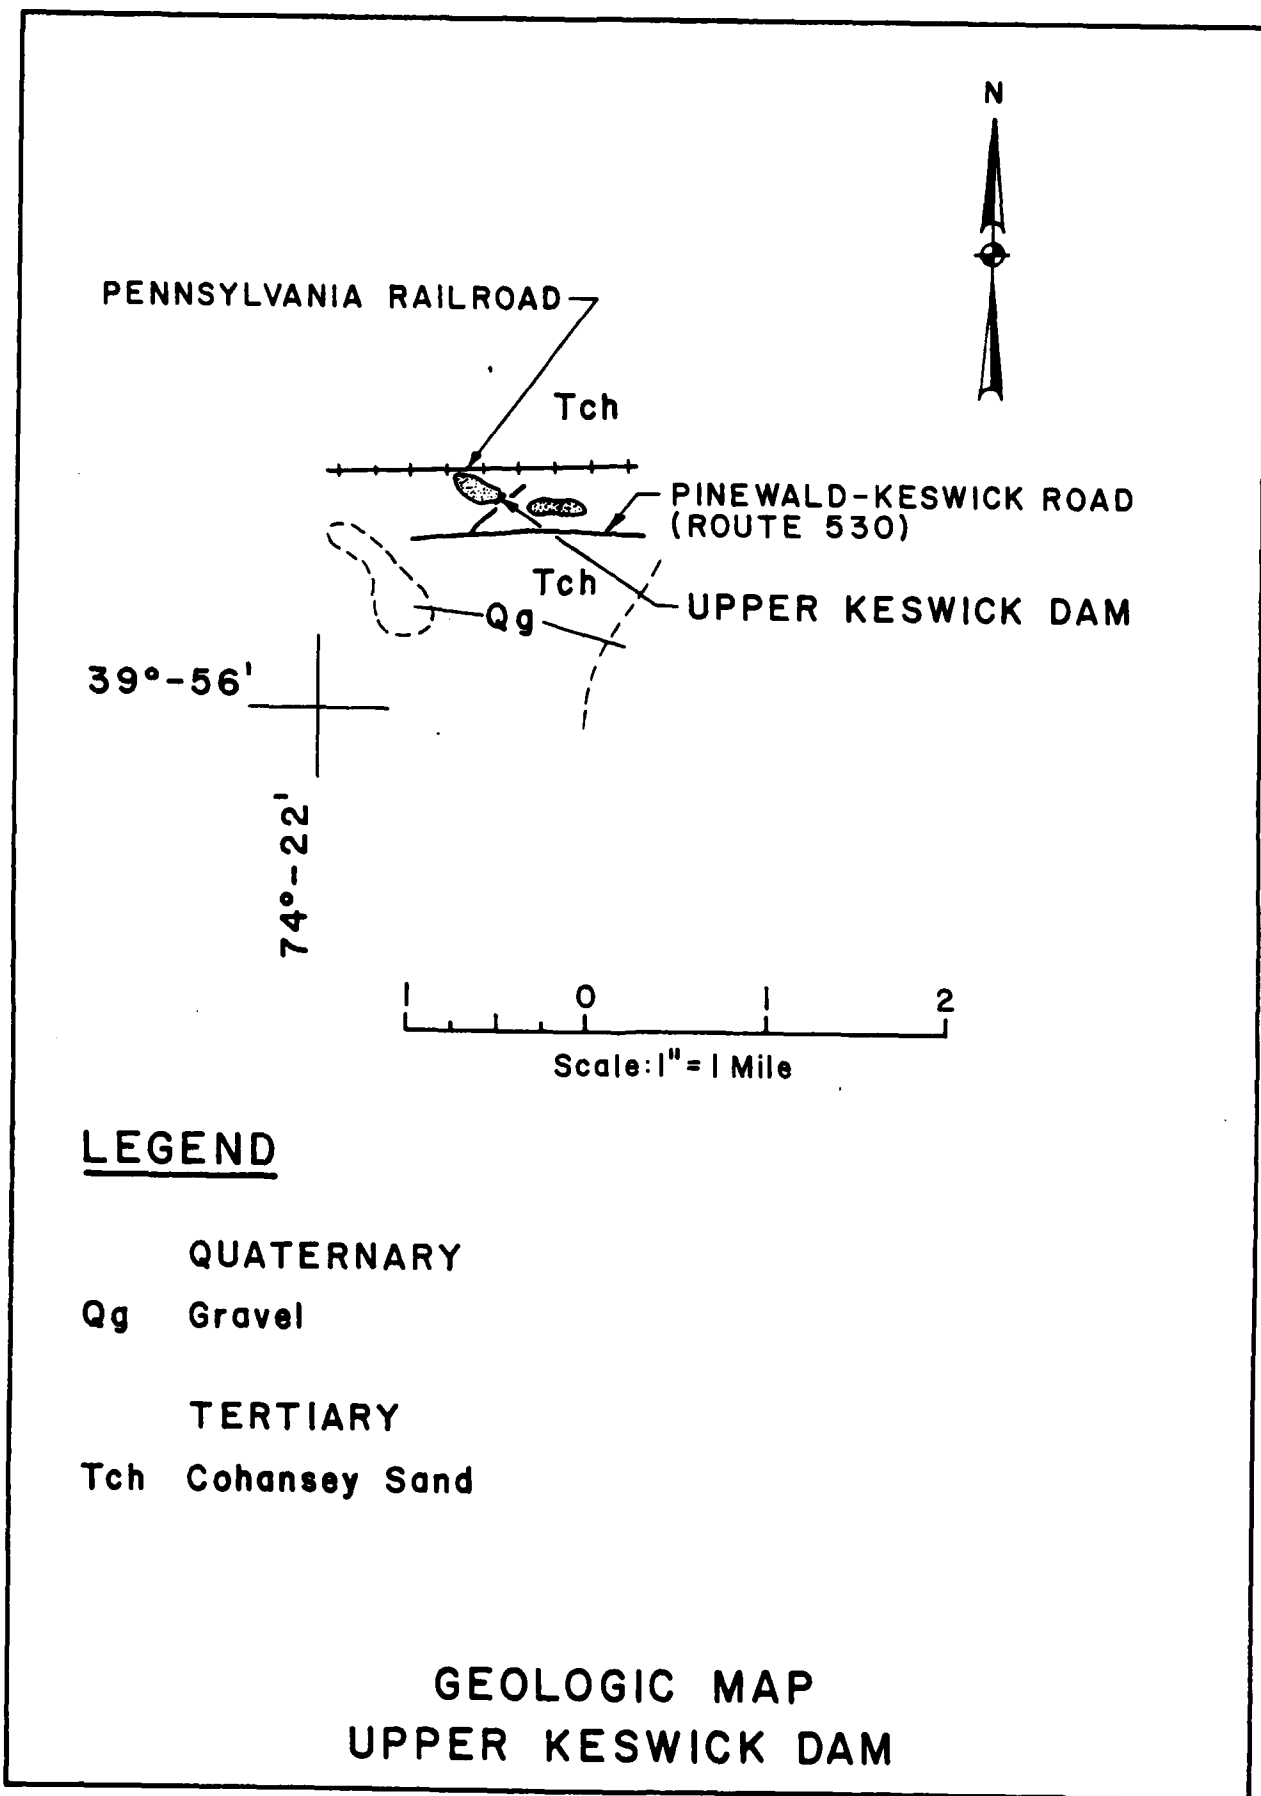 N
PENNSYLVANIA RAILROAD
Tch
PINEWALD-KESWICK ROAD
(ROUTE 530)
Tch
UPPER KESWICK DAM
Qg
39°-56'
74°-22'
1 0 1 2
Scale: 1" = 1 Mile
LEGEND
QUATERNARY
Qg Gravel
TERTIARY
Tch Cohansey Sand
GEOLOGIC MAP
UPPER KESWICK DAM